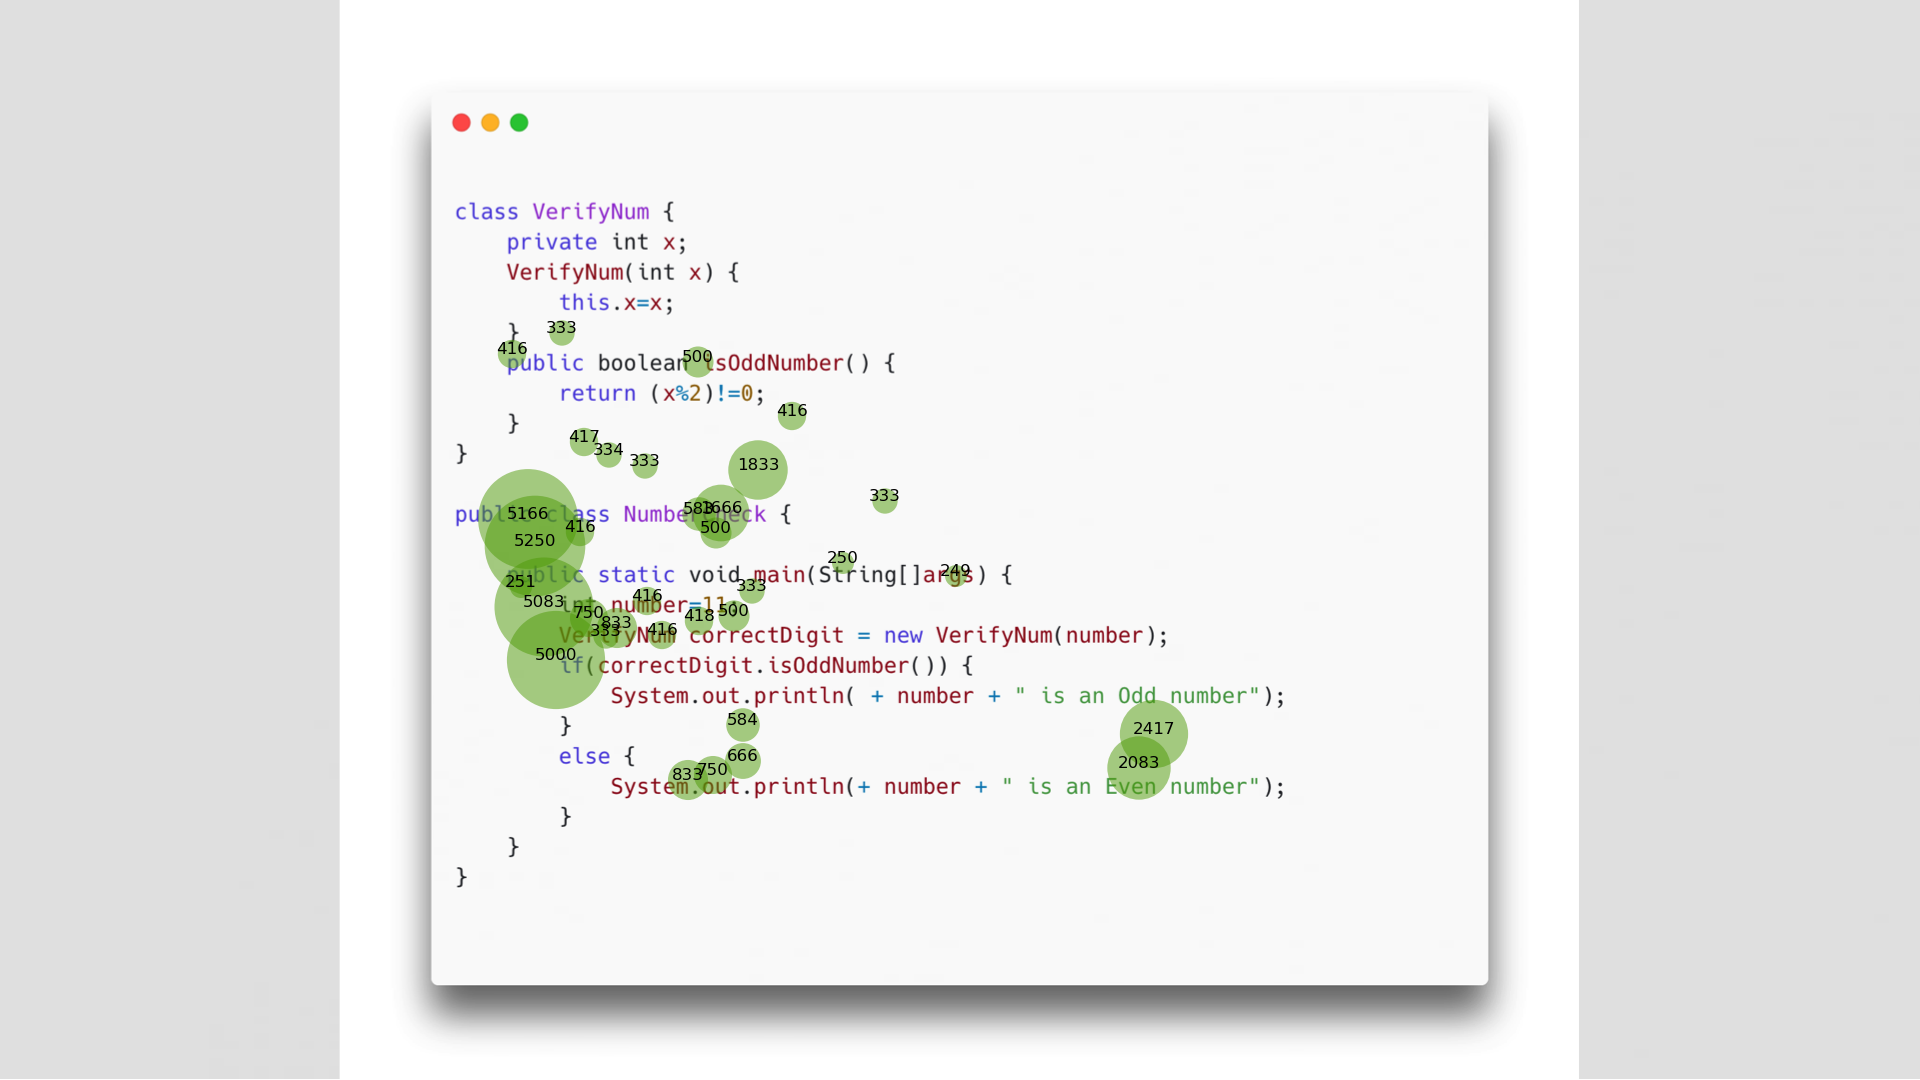 class VerifyNum {
private int x;
VerifyNum(int x) {
this.x=x;
}
333
416
public boolean isOddNumber() {
500
return (x%2)!=0;
416
}
417
334
333
}
1833
333
5166
583
1666
public class NumberCheck {
416
500
5250
250
249
public static void main(String[]args) {
251
333
5083
416
int number=11;
750
418
500
833
333
416
VerifyNum correctDigit = new VerifyNum(number);
5000
if(correctDigit.isOddNumber()) {
System.out.println( + number + " is an Odd number");
}
584
2417
else {
666
2083
833
750
System.out.println(+ number + " is an Even number");
}
}
}